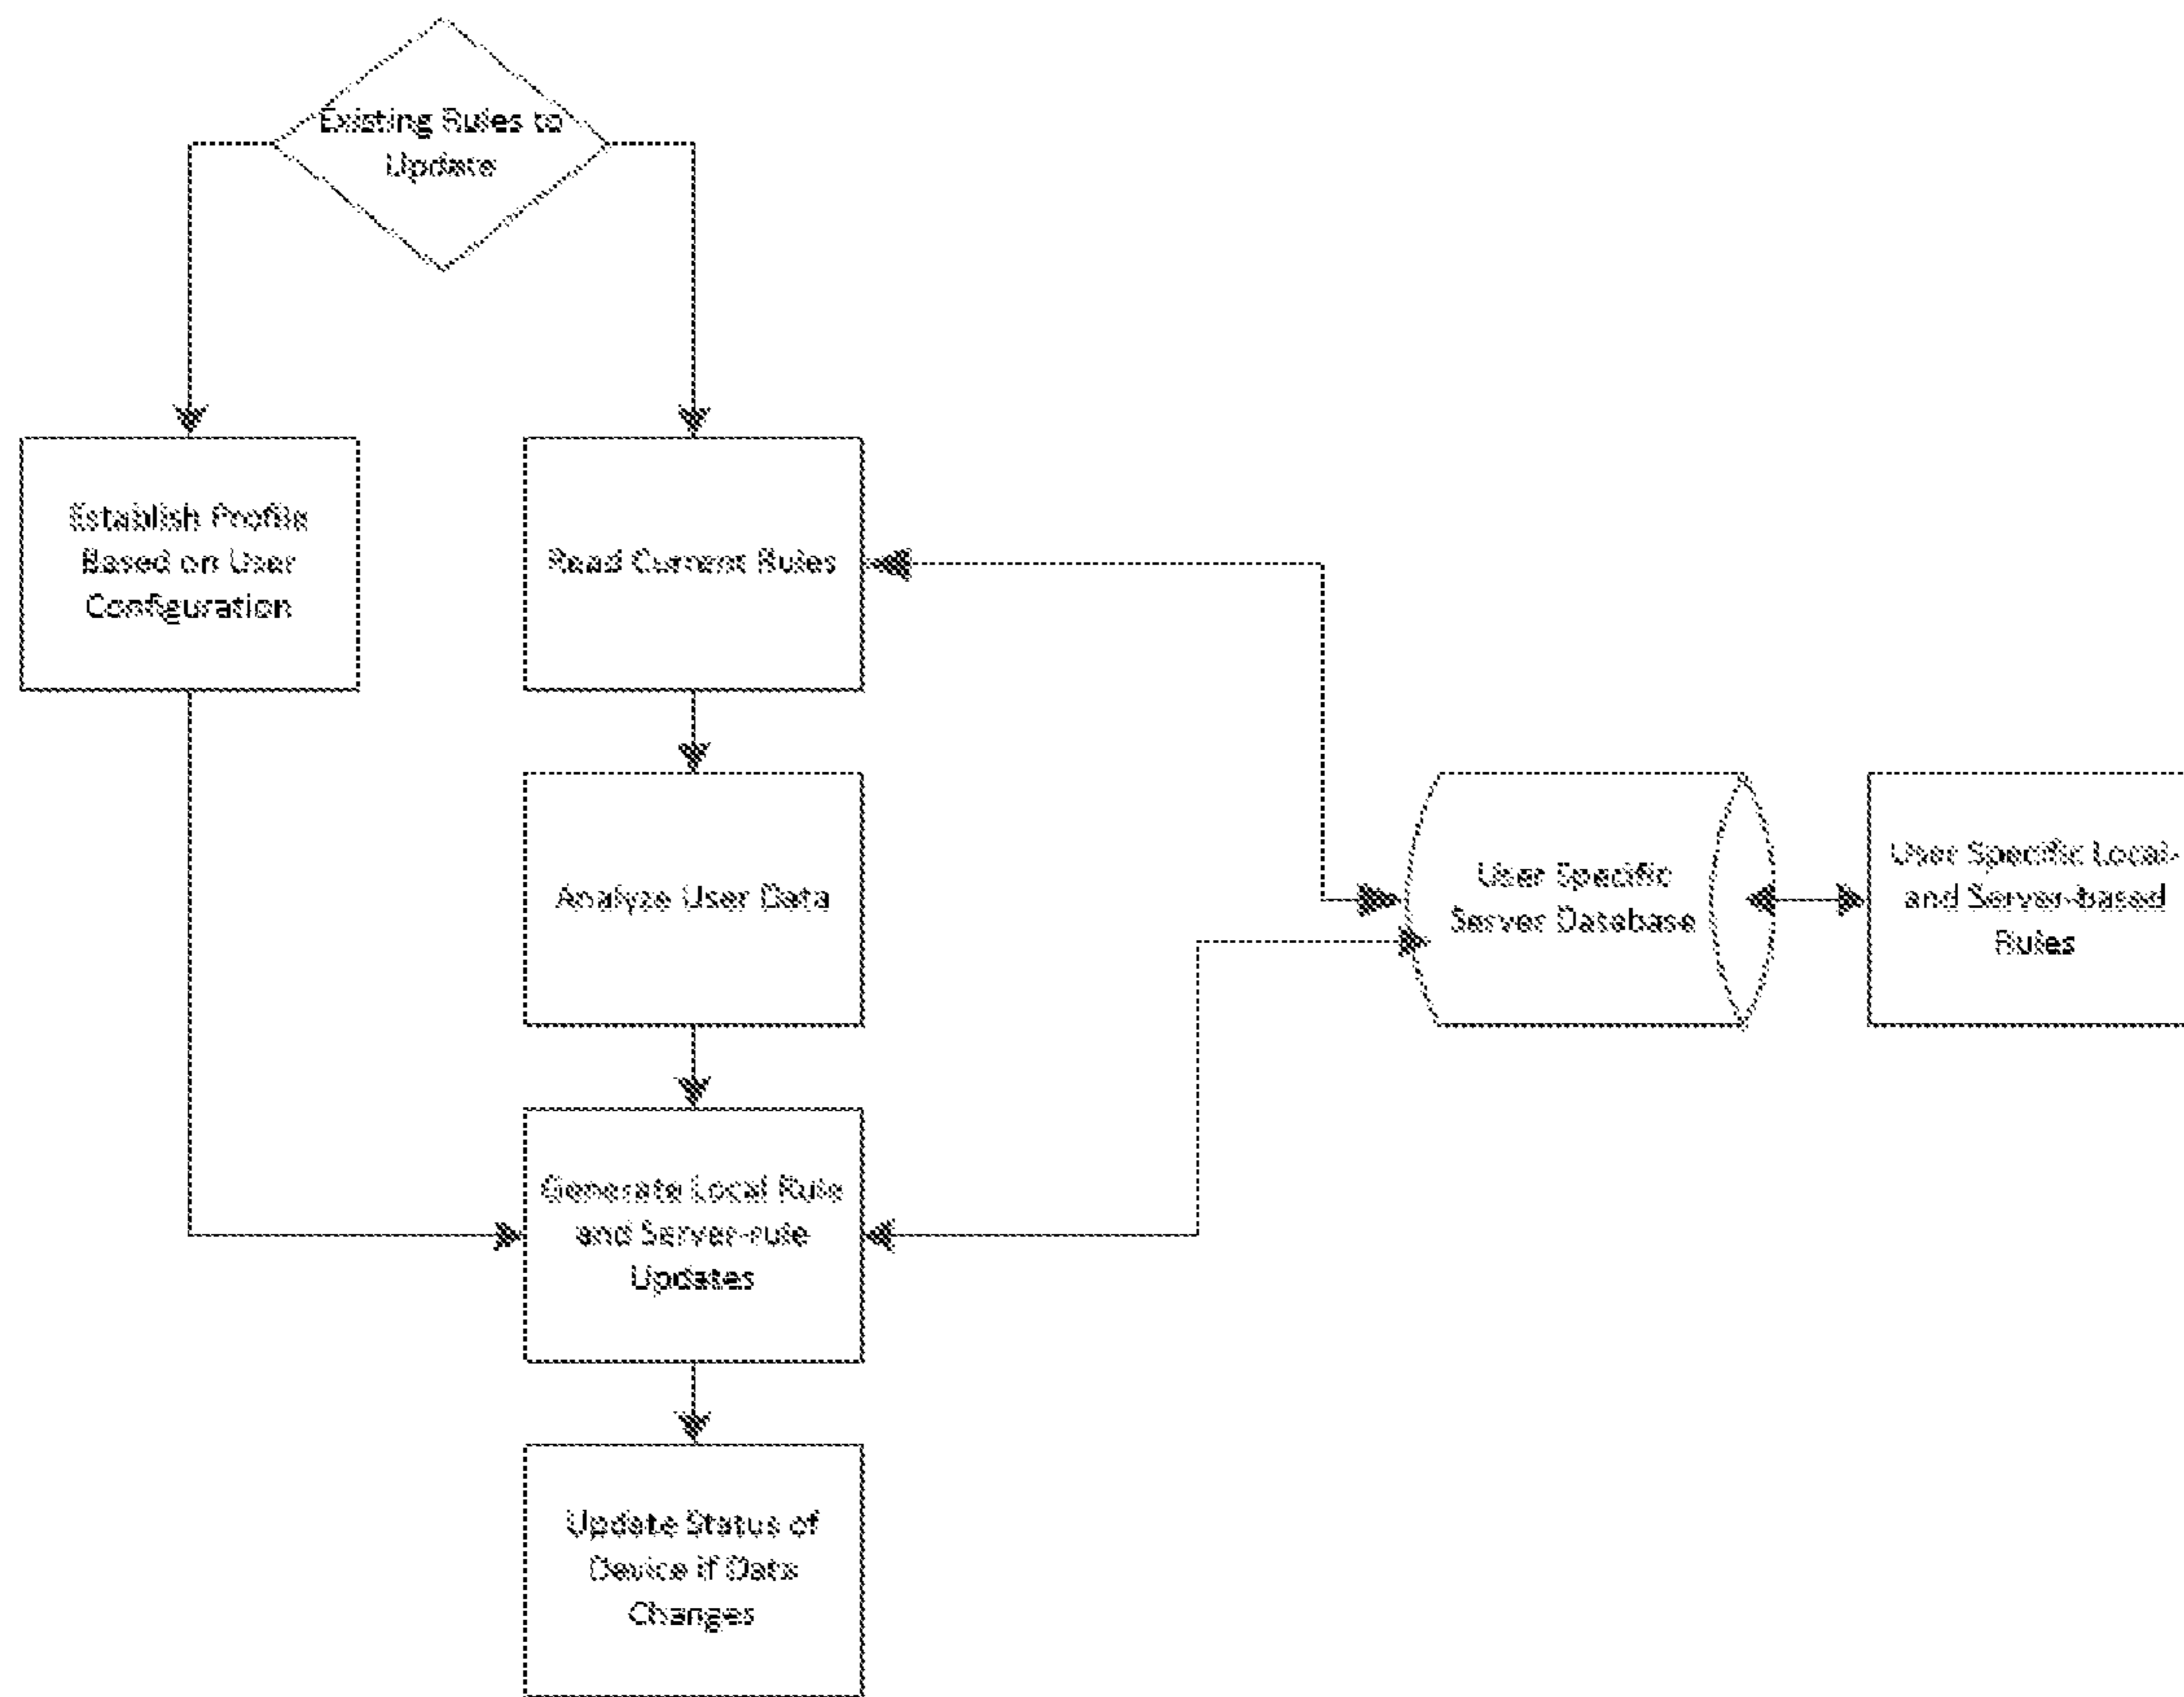 Existing Rules to
Update
Establish Profile
Based on User
Configuration
Read Current Rules
Analyze User Data
User Specific
Server Database
User Specific Local-
and Server-based
Rules
Generate Local Rule
and Server-rule
Updates
Update Status of
Device if Data
Changes